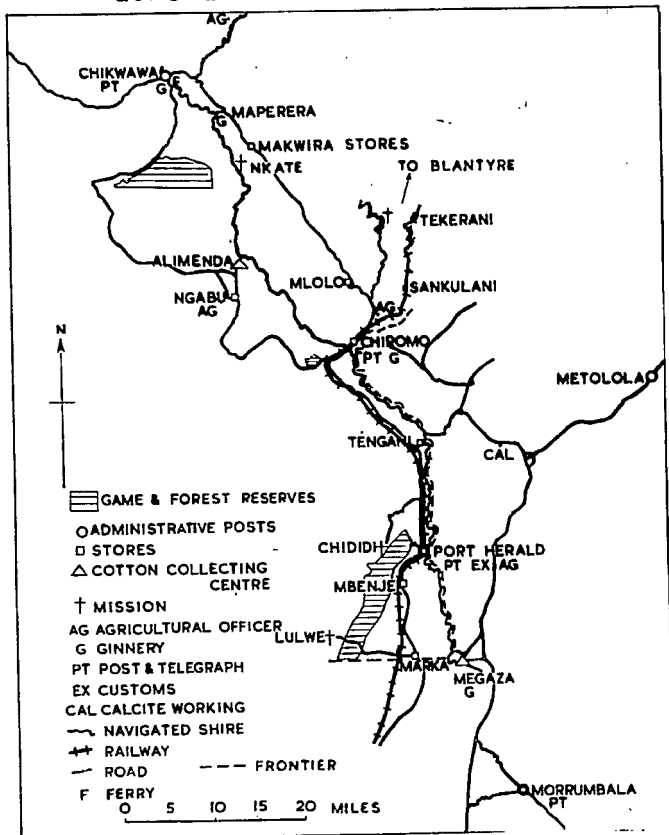 AG
CHIKWAWA
PT
F
G
MAPERERA
G
MAKWIRA STORES
NKATE
TO BLANTYRE
TEKERANI
ALIMENDA
MLOLO
SANKULANI
NGABU
AG
AG
CHIROMO
PT G
N
METOLOLA
TENGANI
CAL
GAME & FOREST RESERVES
ADMINISTRATIVE POSTS
STORES
COTTON COLLECTING
CENTRE
MISSION
AG AGRICULTURAL OFFICER
G GINNERY
PT POST & TELEGRAPH
EX CUSTOMS
CAL CALCITE WORKING
NAVIGATED SHIRE
RAILWAY
ROAD
FRONTIER
F FERRY
CHIDIDH
PORT HERALD
PT EX AG
MBENJE
LULWE
MARKA
MEGAZA
G
MORRUMBALA
PT
0 5 10 20 MILES